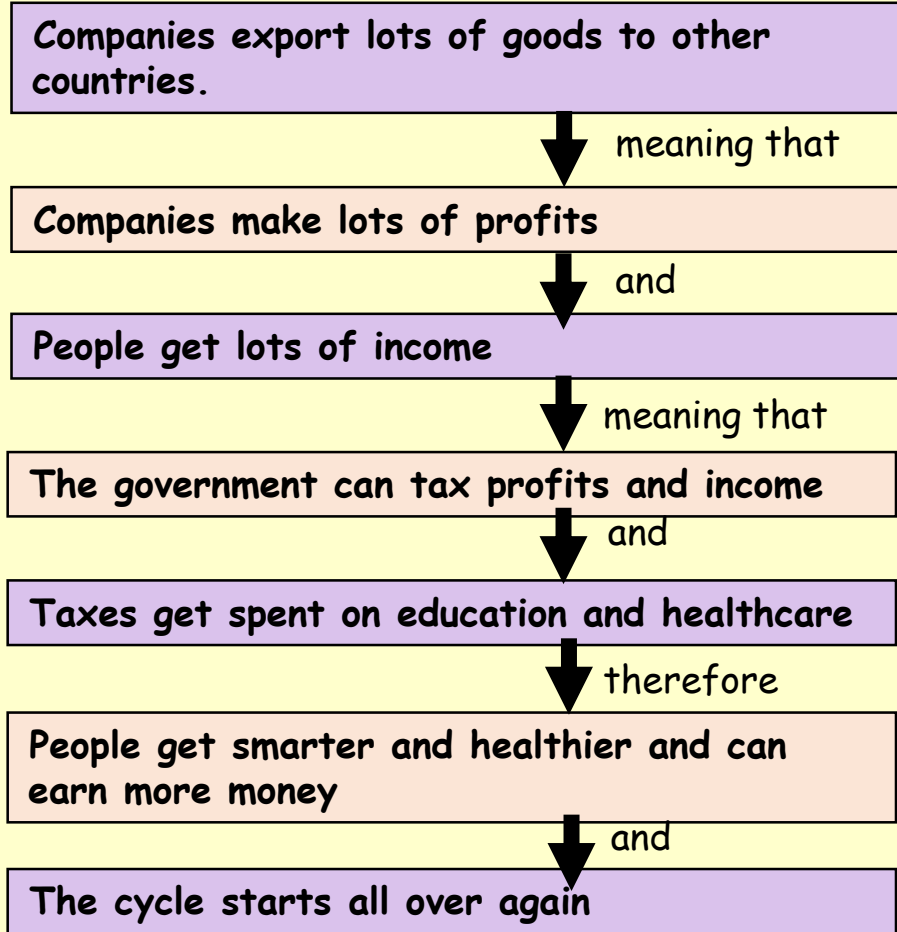 Companies export lots of goods to other
countries.
meaning that
Companies make lots of profits
and
People get lots of income
meaning that
The government can tax profits and income
and
Taxes get spent on education and healthcare
therefore
People get smarter and healthier and can
earn more money
and
The cycle starts all over again